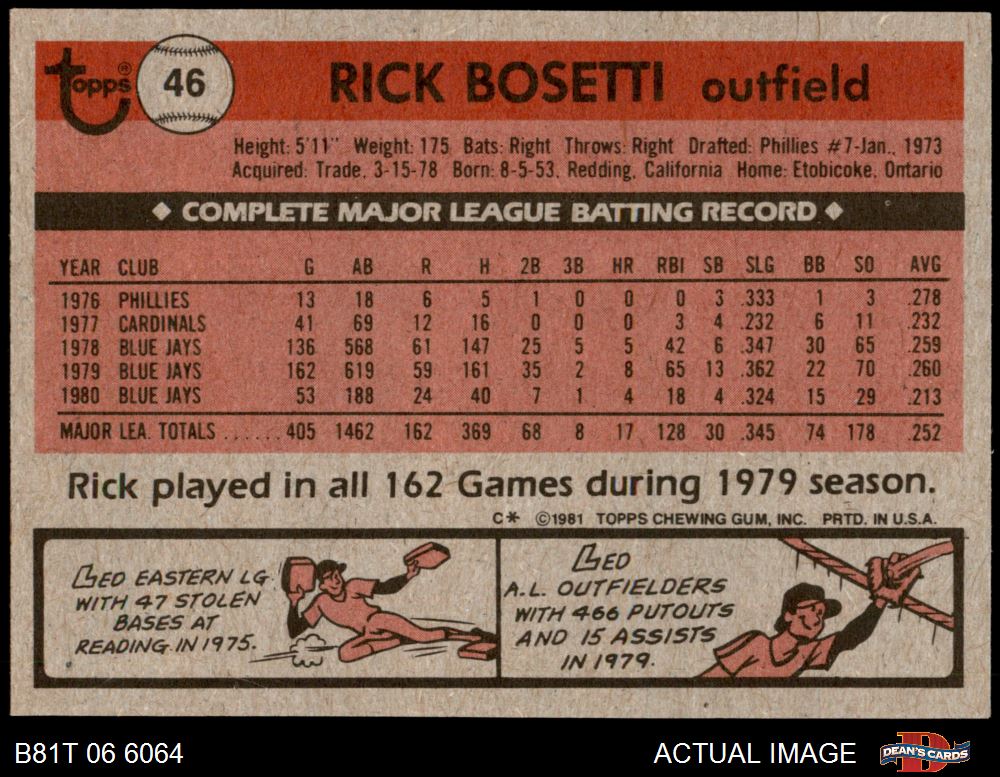 topps® 46 RICK BOSETTI outfield
Height: 5'11" Weight: 175 Bats: Right Throws: Right Drafted: Phillies #7-Jan., 1973
Acquired: Trade, 3-15-78 Born: 8-5-53, Redding, California Home: Etobicoke, Ontario
◆ COMPLETE MAJOR LEAGUE BATTING RECORD ◆
YEAR CLUB G AB R H 2B 3B HR RBI SB SLG BB SO AVG
1976 PHILLIES 13 18 6 5 1 0 0 0 3 .333 1 3 .278
1977 CARDINALS 41 69 12 16 0 0 0 3 4 .232 6 11 .232
1978 BLUE JAYS 136 568 61 147 25 5 5 42 6 .347 30 65 .259
1979 BLUE JAYS 162 619 59 161 35 2 8 65 13 .362 22 70 .260
1980 BLUE JAYS 53 188 24 40 7 1 4 18 4 .324 15 29 .213
MAJOR LEA. TOTALS ...... 405 1462 162 369 68 8 17 128 30 .345 74 178 .252
Rick played in all 162 Games during 1979 season.
C* ©1981 TOPPS CHEWING GUM, INC. PRTD. IN U.S.A.
LED EASTERN LG.
WITH 47 STOLEN
BASES AT
READING IN 1975.
LED
A.L. OUTFIELDERS
WITH 466 PUTOUTS
AND 15 ASSISTS
IN 1979.
B81T 06 6064 ACTUAL IMAGE DEAN'S CARDS